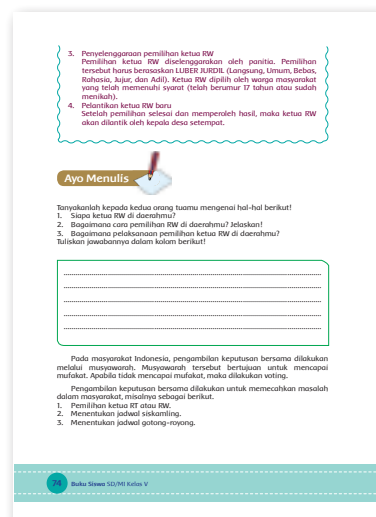 3. Penyelenggaraan pemilihan ketua RW
Pemilihan ketua RW diselenggarakan oleh panitia. Pemilihan
tersebut harus berasaskan LUBER JURDIL (Langsung, Umum, Bebas,
Rahasia, Jujur, dan Adil). Ketua RW dipilih oleh warga masyarakat
yang telah memenuhi syarat (telah berumur 17 tahun atau sudah
menikah).
4. Pelantikan ketua RW baru
Setelah pemilihan selesai dan memperoleh hasil, maka ketua RW
akan dilantik oleh kepala desa setempat.
Ayo Menulis
Tanyakanlah kepada kedua orang tuamu mengenai hal-hal berikut!
1. Siapa ketua RW di daerahmu?
2. Bagaimana cara pemilihan RW di daerahmu? Jelaskan!
3. Bagaimana pelaksanaan pemilihan ketua RW di daerahmu?
Tuliskan jawabannya dalam kolom berikut!
Pada masyarakat Indonesia, pengambilan keputusan bersama dilakukan
melalui musyawarah. Musyawarah tersebut bertujuan untuk mencapai
mufakat. Apabila tidak mencapai mufakat, maka dilakukan voting.
Pengambilan keputusan bersama dilakukan untuk memecahkan masalah
dalam masyarakat, misalnya sebagai berikut.
1. Pemilihan ketua RT atau RW.
2. Menentukan jadwal siskamling.
3. Menentukan jadwal gotong-royong.
74 Buku Siswa SD/MI Kelas V